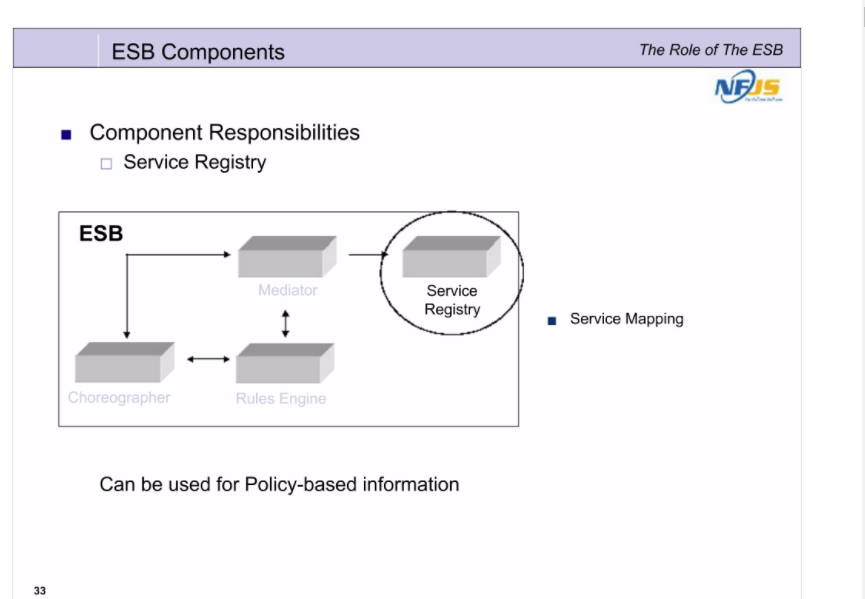 ESB Components
The Role of The ESB
NFJS
Component Responsibilities
Service Registry
ESB
Mediator
Service
Registry
Service Mapping
Choreographer
Rules Engine
Can be used for Policy-based information
33